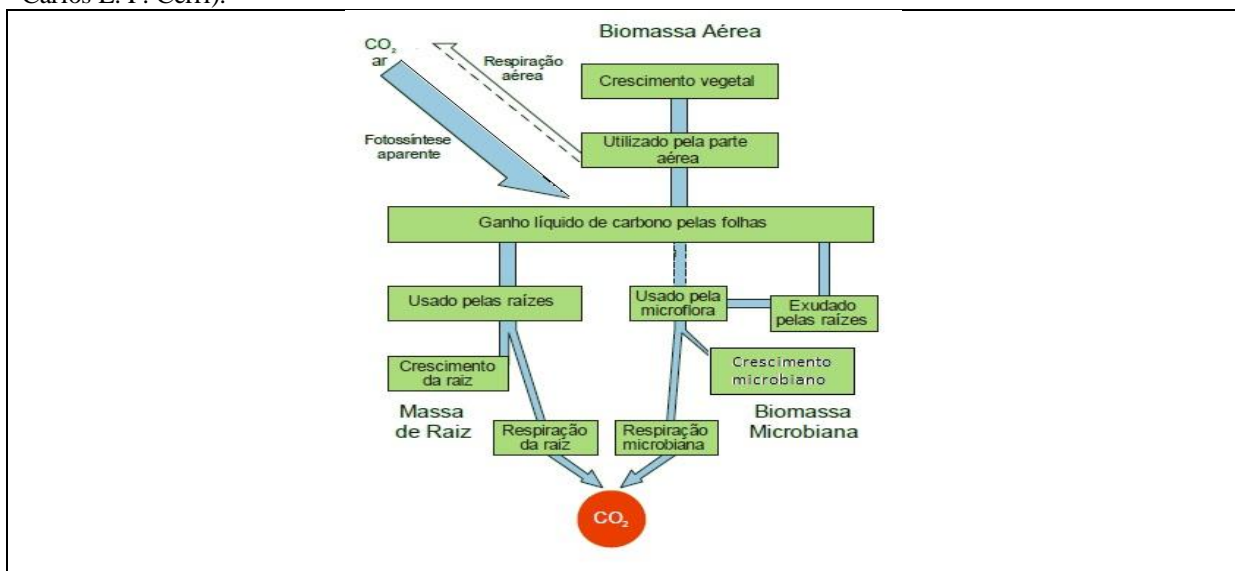 Carlos E. P. Cerri).
Biomassa Aérea
CO₂
ar
Respiração
aérea
Crescimento vegetal
Fotossíntese
aparente
Utilizado pela parte
aérea
Ganho líquido de carbono pelas folhas
Usado pelas raízes
Usado pela
microflora
Exudado
pelas raízes
Crescimento
da raiz
Crescimento
microbiano
Massa
de Raiz
Biomassa
Microbiana
Respiração
da raíz
Respiração
microbiana
CO₂